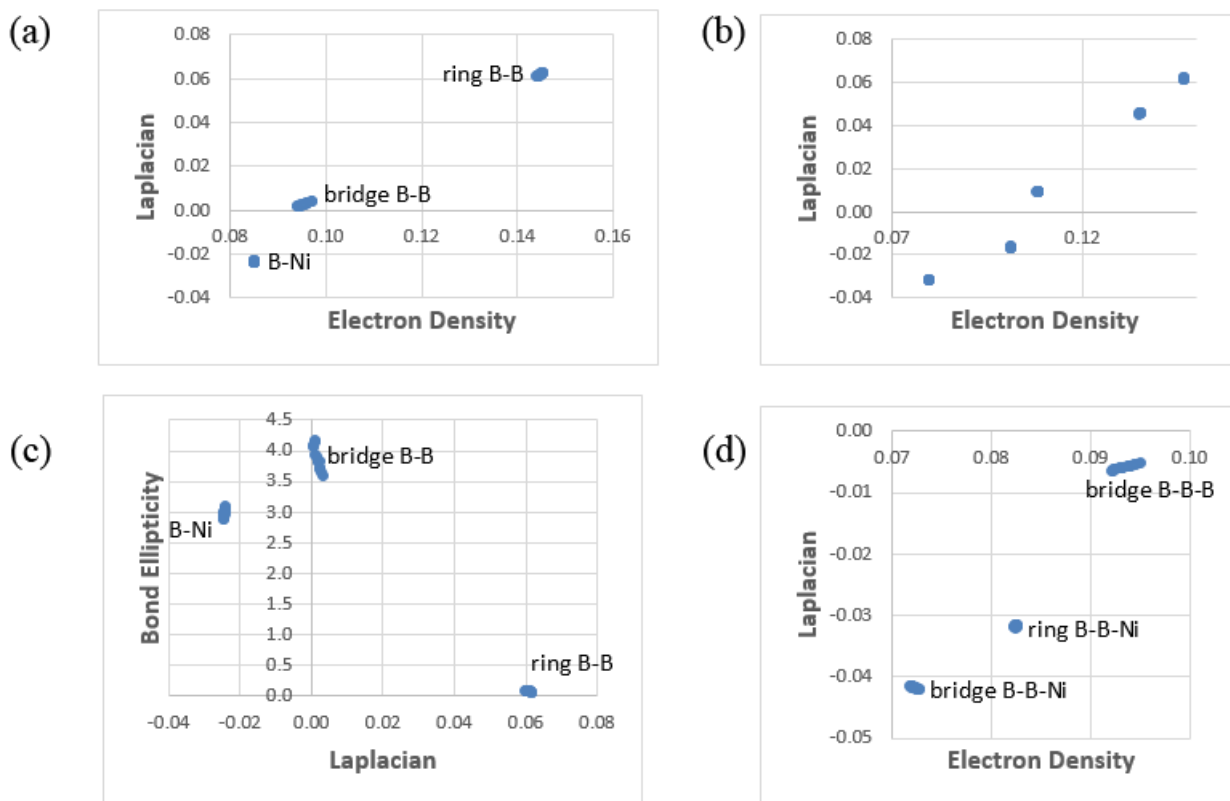 (a)
0.08
0.06
0.04
0.02
0.00
-0.02
-0.04
0.08 0.10 0.12 0.14 0.16
ring B-B
bridge B-B
B-Ni
Laplacian
Electron Density
(b)
0.08
0.06
0.04
0.02
0.00
-0.02
-0.04
0.07 0.12
Laplacian
Electron Density
(c)
4.5
4.0
3.5
3.0
2.5
2.0
1.5
1.0
0.5
0.0
-0.04 -0.02 0.00 0.02 0.04 0.06 0.08
bridge B-B
B-Ni
ring B-B
Bond Ellipticity
Laplacian
(d)
0.00
-0.01
-0.02
-0.03
-0.04
-0.05
0.07 0.08 0.09 0.10
bridge B-B-B
ring B-B-Ni
bridge B-B-Ni
Laplacian
Electron Density